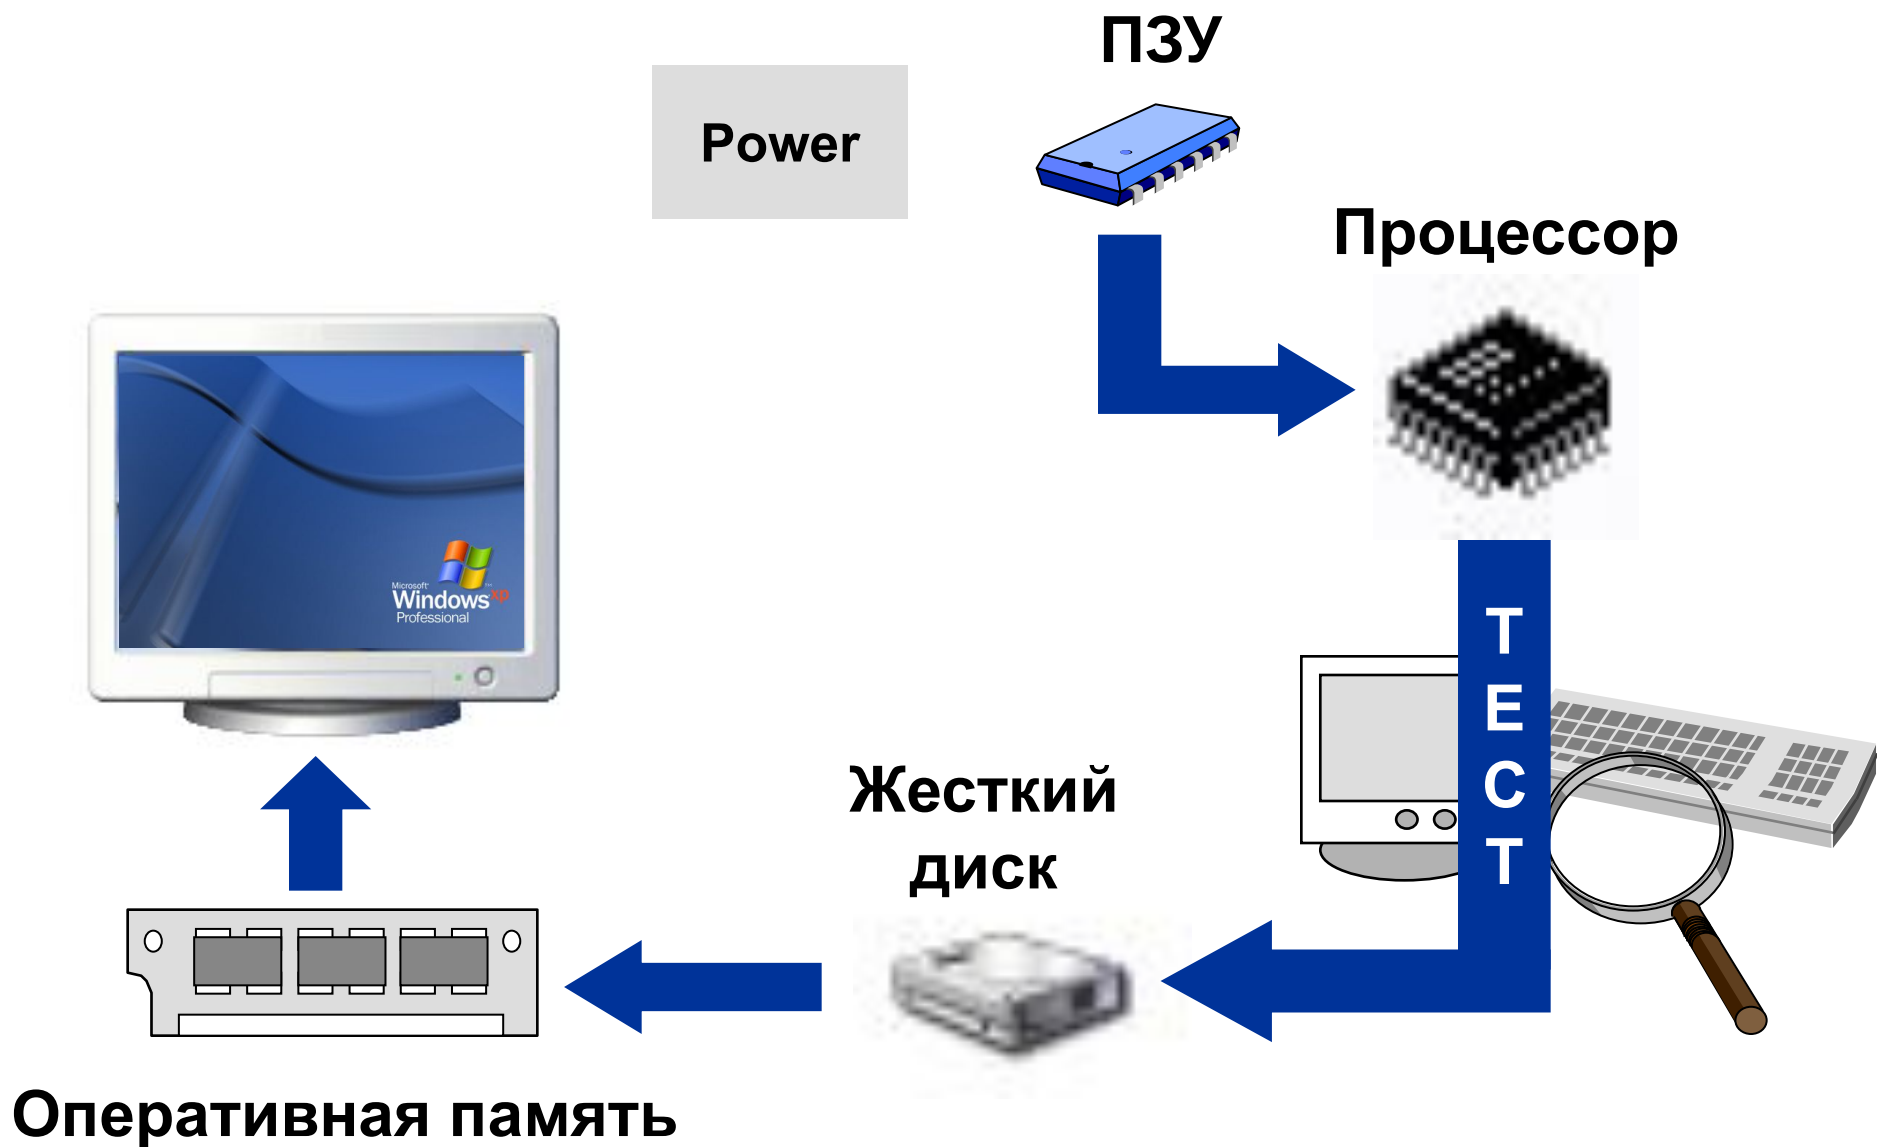 ПЗУ
Power
Процессор
Microsoft
Windows xp
Professional
Т
Е
С
Т
Жесткий
диск
Оперативная память